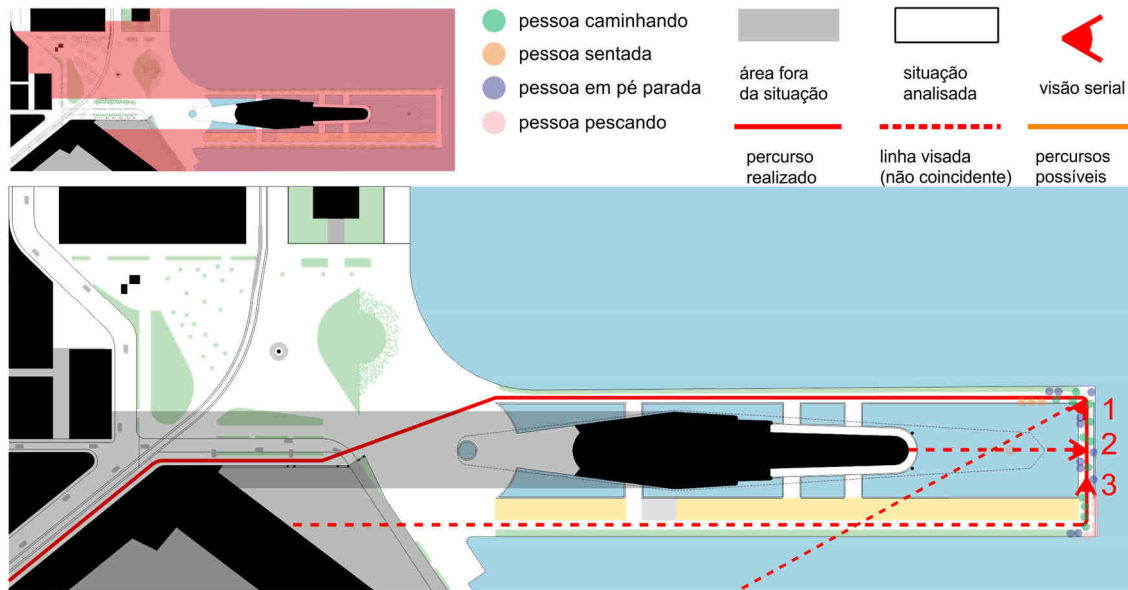 pessoa caminhando
pessoa sentada
pessoa em pé parada
pessoa pescando
área fora
da situação
situação
analisada
visão serial
percurso
realizado
linha visada
(não coincidente)
percursos
possíveis
1
2
3